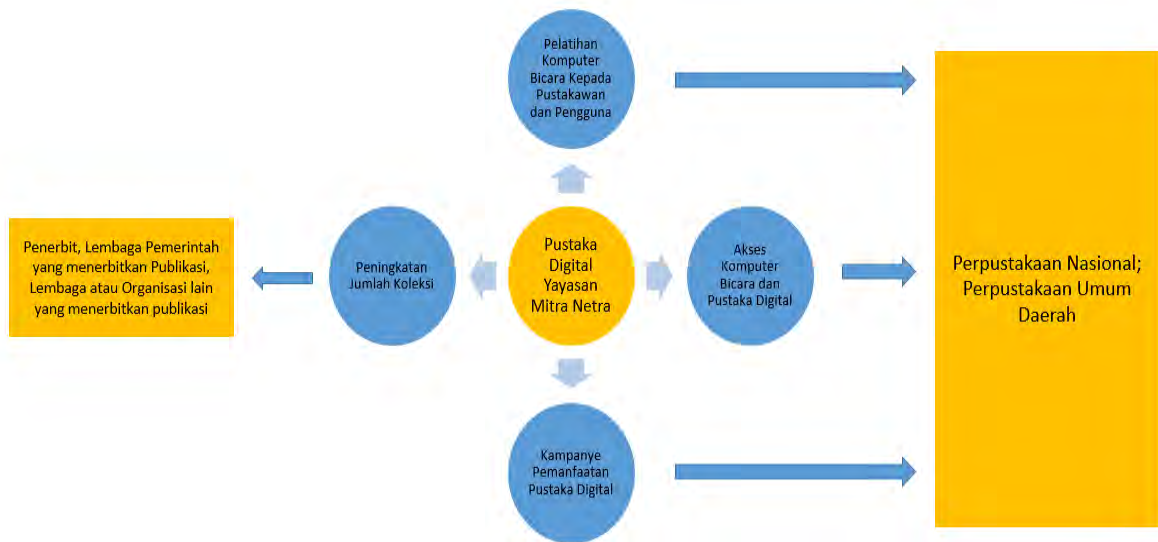 Pelatihan
Komputer
Bicara Kepada
Pustakawan
dan Pengguna
Penerbit, Lembaga Pemerintah
yang menerbitkan Publikasi,
Lembaga atau Organisasi lain
yang menerbitkan publikasi
Peningkatan
Jumlah Koleksi
Pustaka
Digital
Yayasan
Mitra Netra
Akses
Komputer
Bicara dan
Pustaka Digital
Perpustakaan Nasional;
Perpustakaan Umum
Daerah
Kampanye
Pemanfaatan
Pustaka Digital